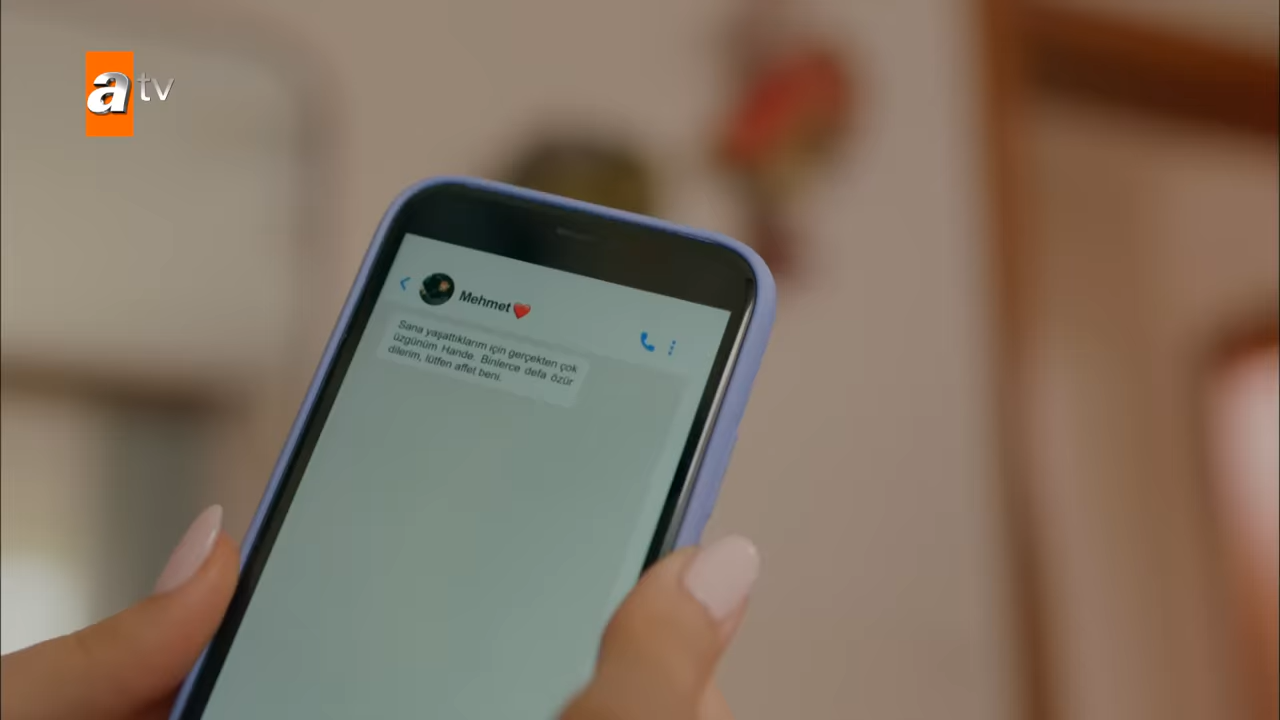 atv
Mehmet❤️
Sana yaşattıklarım için gerçekten çok
üzgünüm Hande. Binlerce defa özür
dilerim, lütfen affet beni.